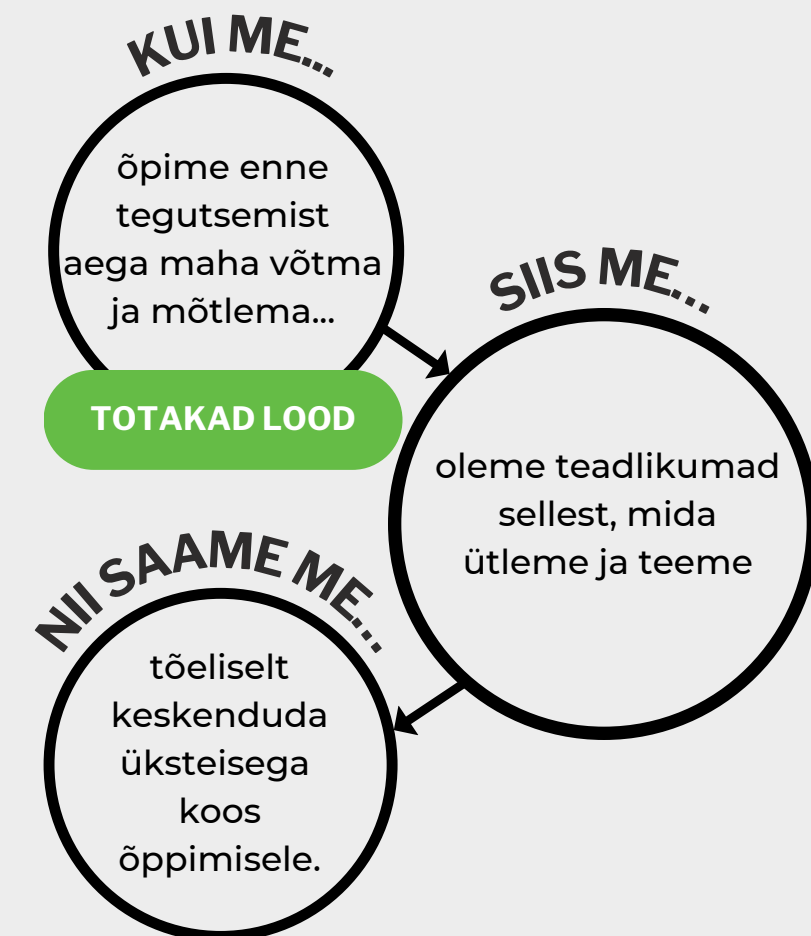 KUI ME...
õpime enne
tegutsemist
aega maha võtma
ja mõtlema...
TOTAKAD LOOD
SIIS ME...
oleme teadlikumad
sellest, mida
ütleme ja teeme
NII SAAME ME...
tõeliselt
keskenduda
üksteisega
koos
õppimisele.